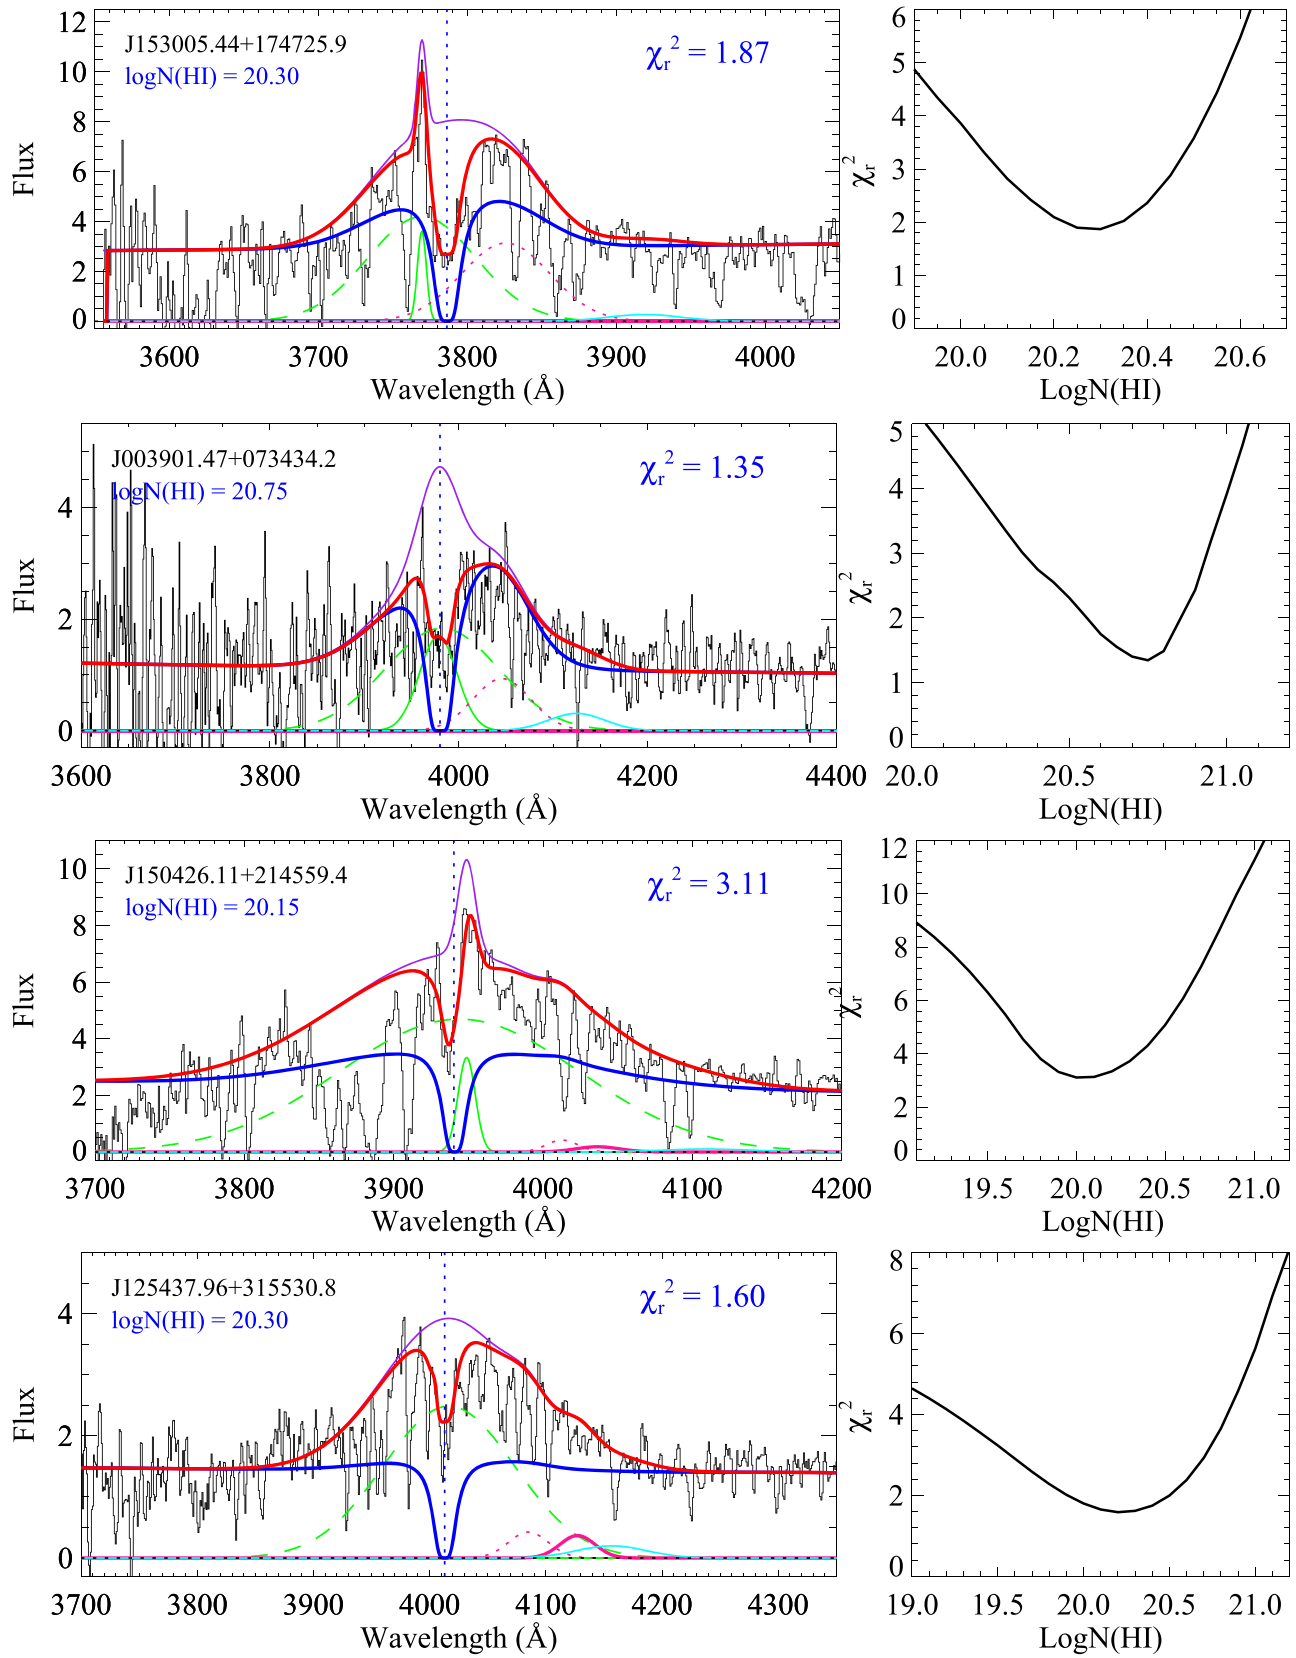 J153005.44+174725.9
logN(HI) = 20.30
χr² = 1.87
Flux
12
10
8
6
4
2
0
3600 3700 3800 3900 4000
Wavelength (Å)
χr²
6
5
4
3
2
1
0
20.0 20.2 20.4 20.6
LogN(HI)
J003901.47+073434.2
logN(HI) = 20.75
χr² = 1.35
Flux
4
2
0
3600 3800 4000 4200 4400
Wavelength (Å)
χr²
5
4
3
2
1
0
20.0 20.5 21.0
LogN(HI)
J150426.11+214559.4
logN(HI) = 20.15
χr² = 3.11
Flux
10
8
6
4
2
0
3700 3800 3900 4000 4100 4200
Wavelength (Å)
χr²
12
10
8
6
4
2
0
19.5 20.0 20.5 21.0
LogN(HI)
J125437.96+315530.8
logN(HI) = 20.30
χr² = 1.60
Flux
4
2
0
3700 3800 3900 4000 4100 4200 4300
Wavelength (Å)
χr²
8
6
4
2
0
19.0 19.5 20.0 20.5 21.0
LogN(HI)